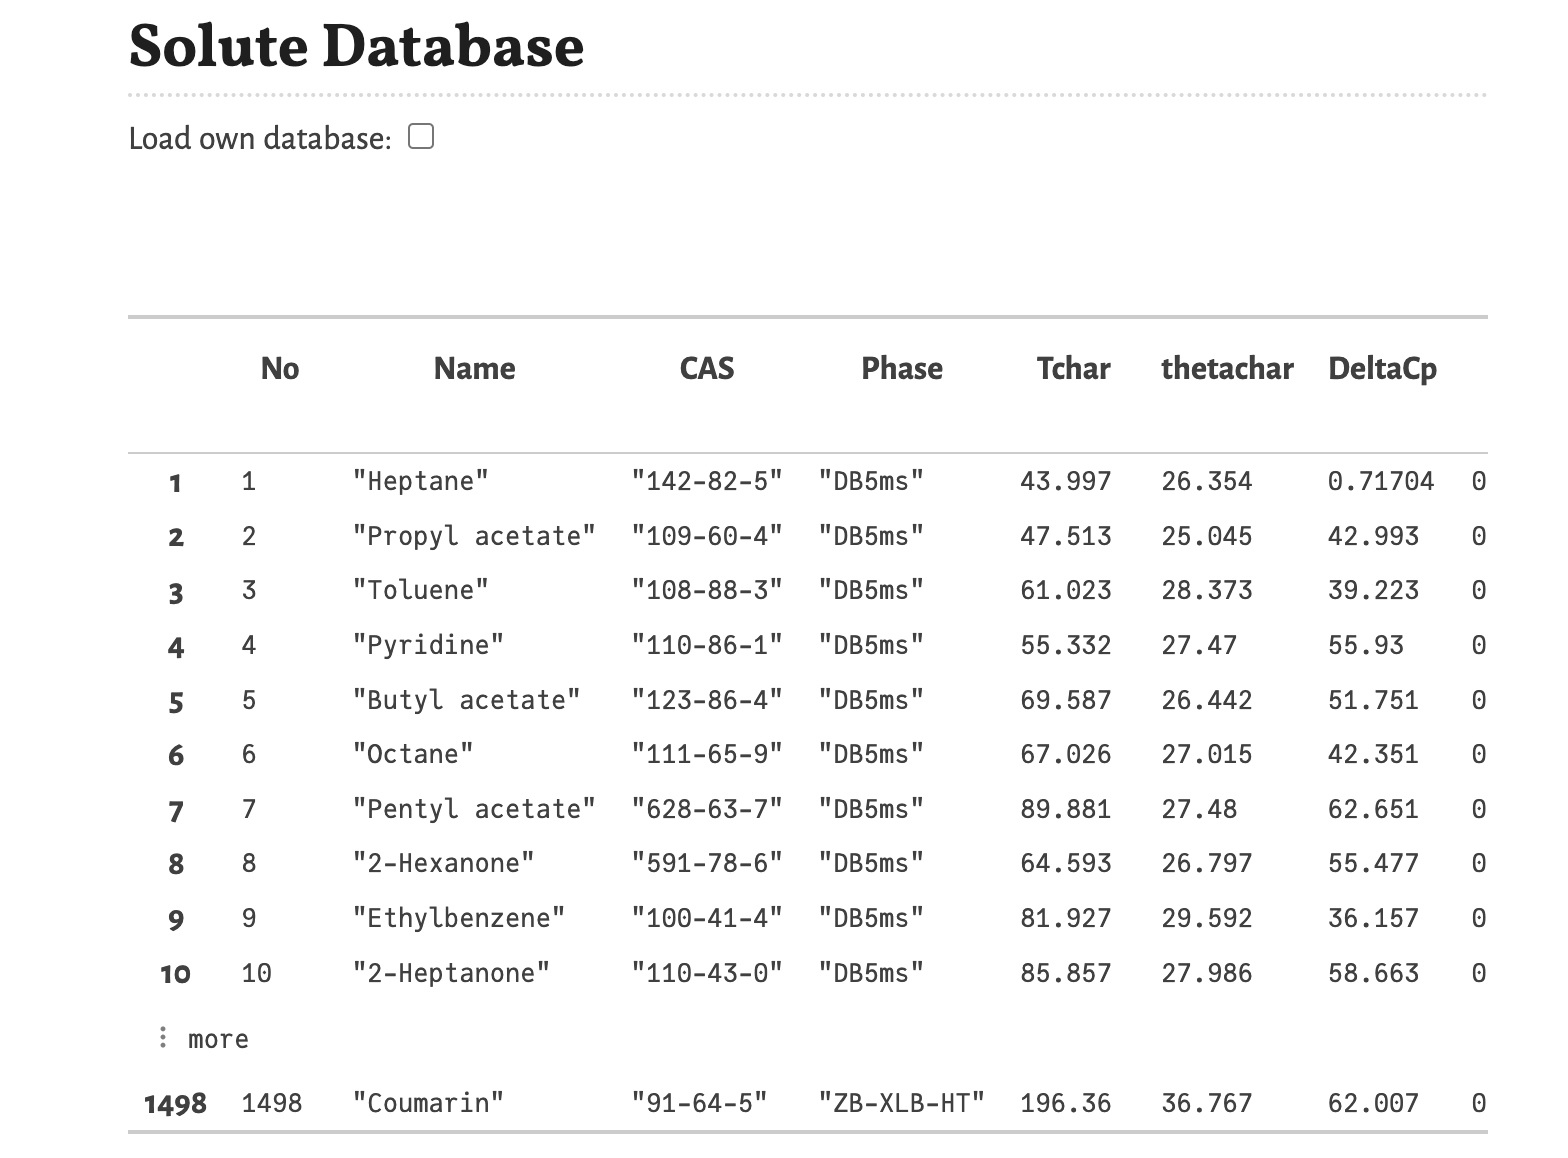 Solute Database
Load own database:
No Name CAS Phase Tchar thetachar DeltaCp
1 1 "Heptane" "142-82-5" "DB5ms" 43.997 26.354 0.71704 0
2 2 "Propyl acetate" "109-60-4" "DB5ms" 47.513 25.045 42.993 0
3 3 "Toluene" "108-88-3" "DB5ms" 61.023 28.373 39.223 0
4 4 "Pyridine" "110-86-1" "DB5ms" 55.332 27.47 55.93 0
5 5 "Butyl acetate" "123-86-4" "DB5ms" 69.587 26.442 51.751 0
6 6 "Octane" "111-65-9" "DB5ms" 67.026 27.015 42.351 0
7 7 "Pentyl acetate" "628-63-7" "DB5ms" 89.881 27.48 62.651 0
8 8 "2-Hexanone" "591-78-6" "DB5ms" 64.593 26.797 55.477 0
9 9 "Ethylbenzene" "100-41-4" "DB5ms" 81.927 29.592 36.157 0
10 10 "2-Heptanone" "110-43-0" "DB5ms" 85.857 27.986 58.663 0
⋮ more
1498 1498 "Coumarin" "91-64-5" "ZB-XLB-HT" 196.36 36.767 62.007 0